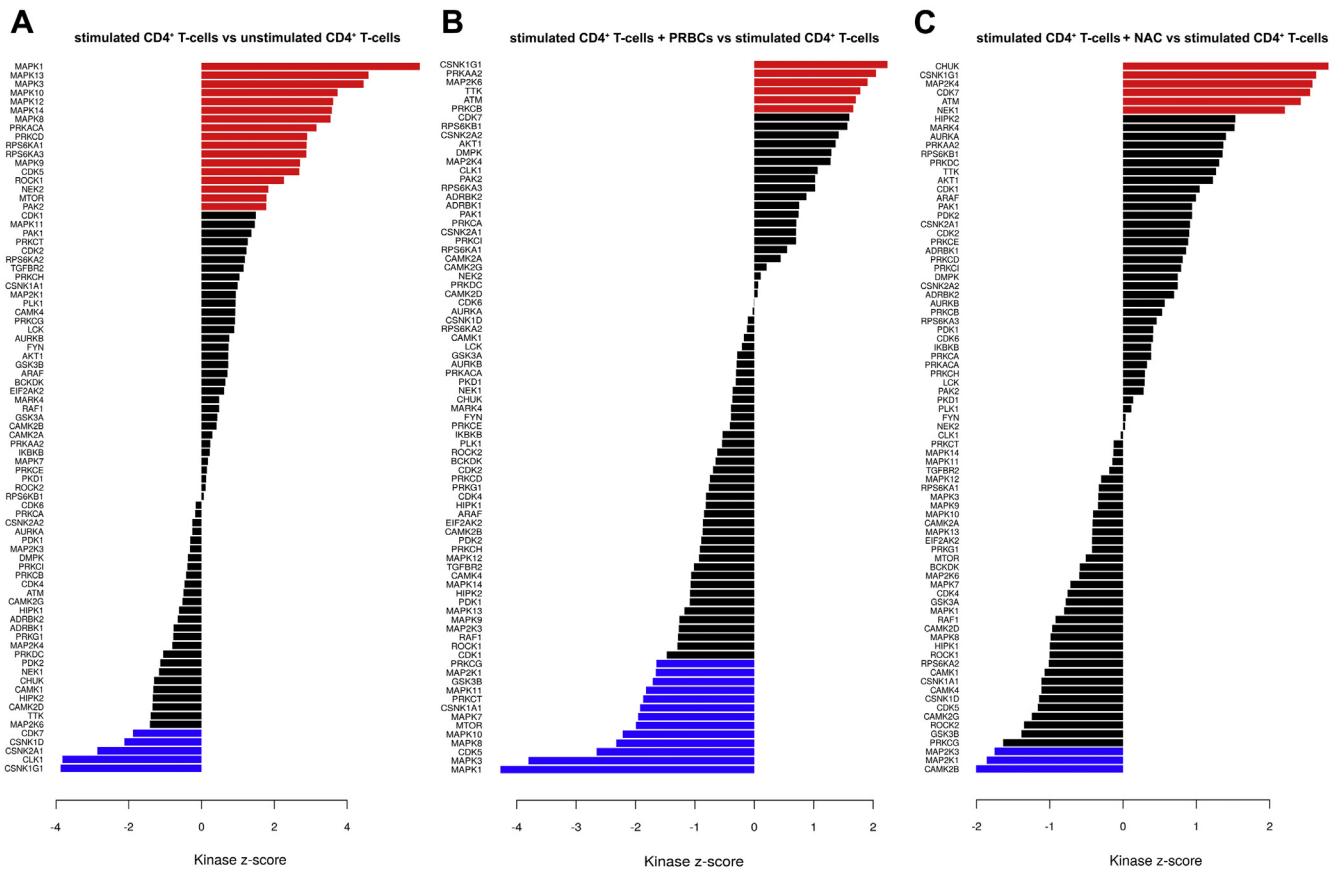 A
stimulated CD4⁺ T-cells vs unstimulated CD4⁺ T-cells
MAPK1
MAPK13
MAPK3
MAPK10
MAPK12
MAPK14
MAPK8
PRKACA
PRKCD
RPS6KA1
RPS6KA3
MAPK9
CDK5
ROCK1
NEK2
MTOR
PAK2
CDK1
MAPK11
PAK1
PRKCT
CDK2
RPS6KA2
TGFBR2
PRKCH
CSNK1A1
MAP2K1
PLK1
CAMK4
PRKCG
LCK
AURKB
FYN
AKT1
GSK3B
ARAF
BCKDK
EIF2AK2
MARK4
RAF1
GSK3A
CAMK2B
CAMK2A
PRKAA2
IKBKB
MAPK7
PRKCE
PKD1
ROCK2
RPS6KB1
CDK6
PRKCA
CSNK2A2
AURKA
PDK1
MAP2K3
DMPK
PRKCI
PRKCB
CDK4
ATM
CAMK2G
HIPK1
ADRBK2
ADRBK1
PRKG1
MAP2K4
PRKDC
PDK2
NEK1
CHUK
CAMK1
HIPK2
CAMK2D
TTK
MAP2K6
CDK7
CSNK1D
CSNK2A1
CLK1
CSNK1G1
-4 -2 0 2 4
Kinase z-score
B
stimulated CD4⁺ T-cells + PRBCs vs stimulated CD4⁺ T-cells
CSNK1G1
PRKAA2
MAP2K6
TTK
ATM
PRKCB
CDK7
RPS6KB1
CSNK2A2
AKT1
DMPK
MAP2K4
CLK1
PAK2
RPS6KA3
ADRBK2
ADRBK1
PAK1
PRKCA
CSNK2A1
PRKCI
RPS6KA1
CAMK2A
CAMK2G
NEK2
PRKDC
CAMK2D
CDK6
AURKA
CSNK1D
RPS6KA2
CAMK1
LCK
GSK3A
AURKB
PRKACA
PKD1
NEK1
CHUK
MARK4
FYN
PRKCE
IKBKB
PLK1
ROCK2
BCKDK
CDK2
PRKCD
PRKG1
CDK4
HIPK1
ARAF
EIF2AK2
CAMK2B
PDK2
PRKCH
MAPK12
TGFBR2
CAMK4
MAPK14
HIPK2
PDK1
MAPK13
MAPK9
MAP2K3
RAF1
ROCK1
CDK1
PRKCG
MAP2K1
GSK3B
MAPK11
PRKCT
CSNK1A1
MAPK7
MTOR
MAPK10
MAPK8
CDK5
MAPK3
MAPK1
-4 -3 -2 -1 0 1 2
Kinase z-score
C
stimulated CD4⁺ T-cells + NAC vs stimulated CD4⁺ T-cells
CHUK
CSNK1G1
MAP2K4
CDK7
ATM
NEK1
HIPK2
MARK4
AURKA
PRKAA2
RPS6KB1
PRKDC
TTK
AKT1
CDK1
ARAF
PAK1
PDK2
CSNK2A1
CDK2
PRKCE
ADRBK1
PRKCD
PRKCI
DMPK
CSNK2A2
ADRBK2
AURKB
PRKCB
RPS6KA3
PDK1
CDK6
IKBKB
PRKCA
PRKACA
PRKCH
LCK
PAK2
PKD1
PLK1
FYN
NEK2
CLK1
PRKCT
MAPK14
MAPK11
TGFBR2
MAPK12
RPS6KA1
MAPK3
MAPK9
MAPK10
CAMK2A
MAPK13
EIF2AK2
PRKG1
MTOR
BCKDK
MAP2K6
MAPK7
CDK4
GSK3A
MAPK1
RAF1
CAMK2D
MAPK8
HIPK1
ROCK1
RPS6KA2
CAMK1
CSNK1A1
CAMK4
CSNK1D
CDK5
CAMK2G
ROCK2
GSK3B
PRKCG
MAP2K3
MAP2K1
CAMK2B
-2 -1 0 1 2
Kinase z-score